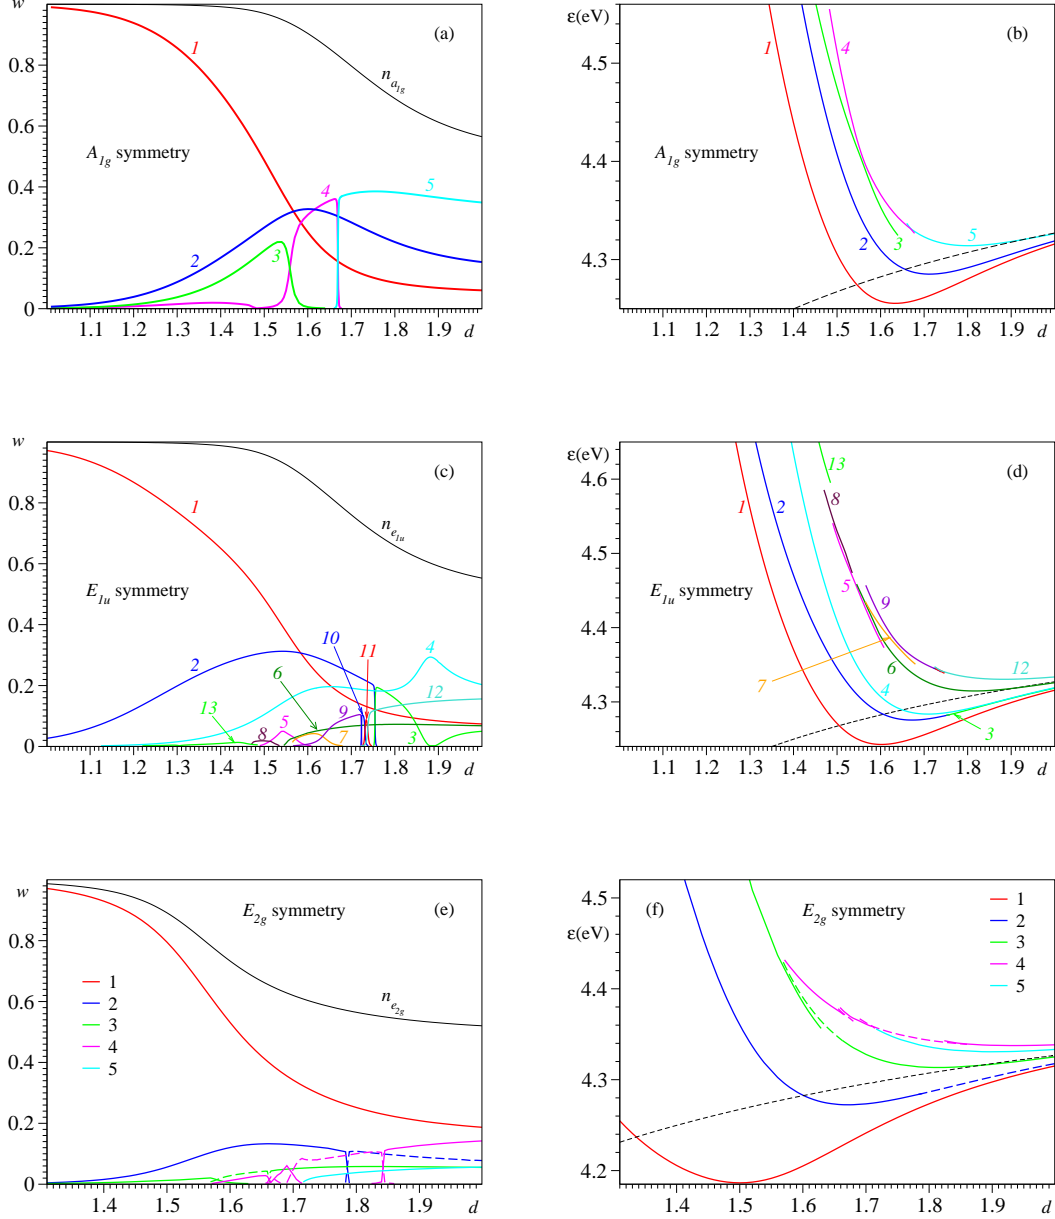 w
(a)
1
n_{a_{1g}}
0.8
0.6
A_{1g} symmetry
0.4
4
5
0.2
2
3
0
1.1 1.2 1.3 1.4 1.5 1.6 1.7 1.8 1.9 d
ε(eV)
(b)
4.5
4
A_{1g} symmetry
4.4
1
2
3
5
4.3
1.1 1.2 1.3 1.4 1.5 1.6 1.7 1.8 1.9 d
w
(c)
1
n_{e_{1u}}
0.8
0.6
E_{1u} symmetry
0.4
10
11
4
2
6
9
12
0.2
13
8
5
7
3
0
1.1 1.2 1.3 1.4 1.5 1.6 1.7 1.8 1.9 d
ε(eV)
(d)
4.6
13
1
2
8
4.5
5
E_{1u} symmetry
9
4.4
7
6
12
4
4.3
3
1.1 1.2 1.3 1.4 1.5 1.6 1.7 1.8 1.9 d
w
E_{2g} symmetry
(e)
0.8
1
2
3
4
5
n_{e_{2g}}
0.6
0.4
0.2
0
1.4 1.5 1.6 1.7 1.8 1.9 d
4.5
(f)
E_{2g} symmetry
ε(eV)
1
2
3
4
5
4.4
4.3
4.2
1.4 1.5 1.6 1.7 1.8 1.9 d